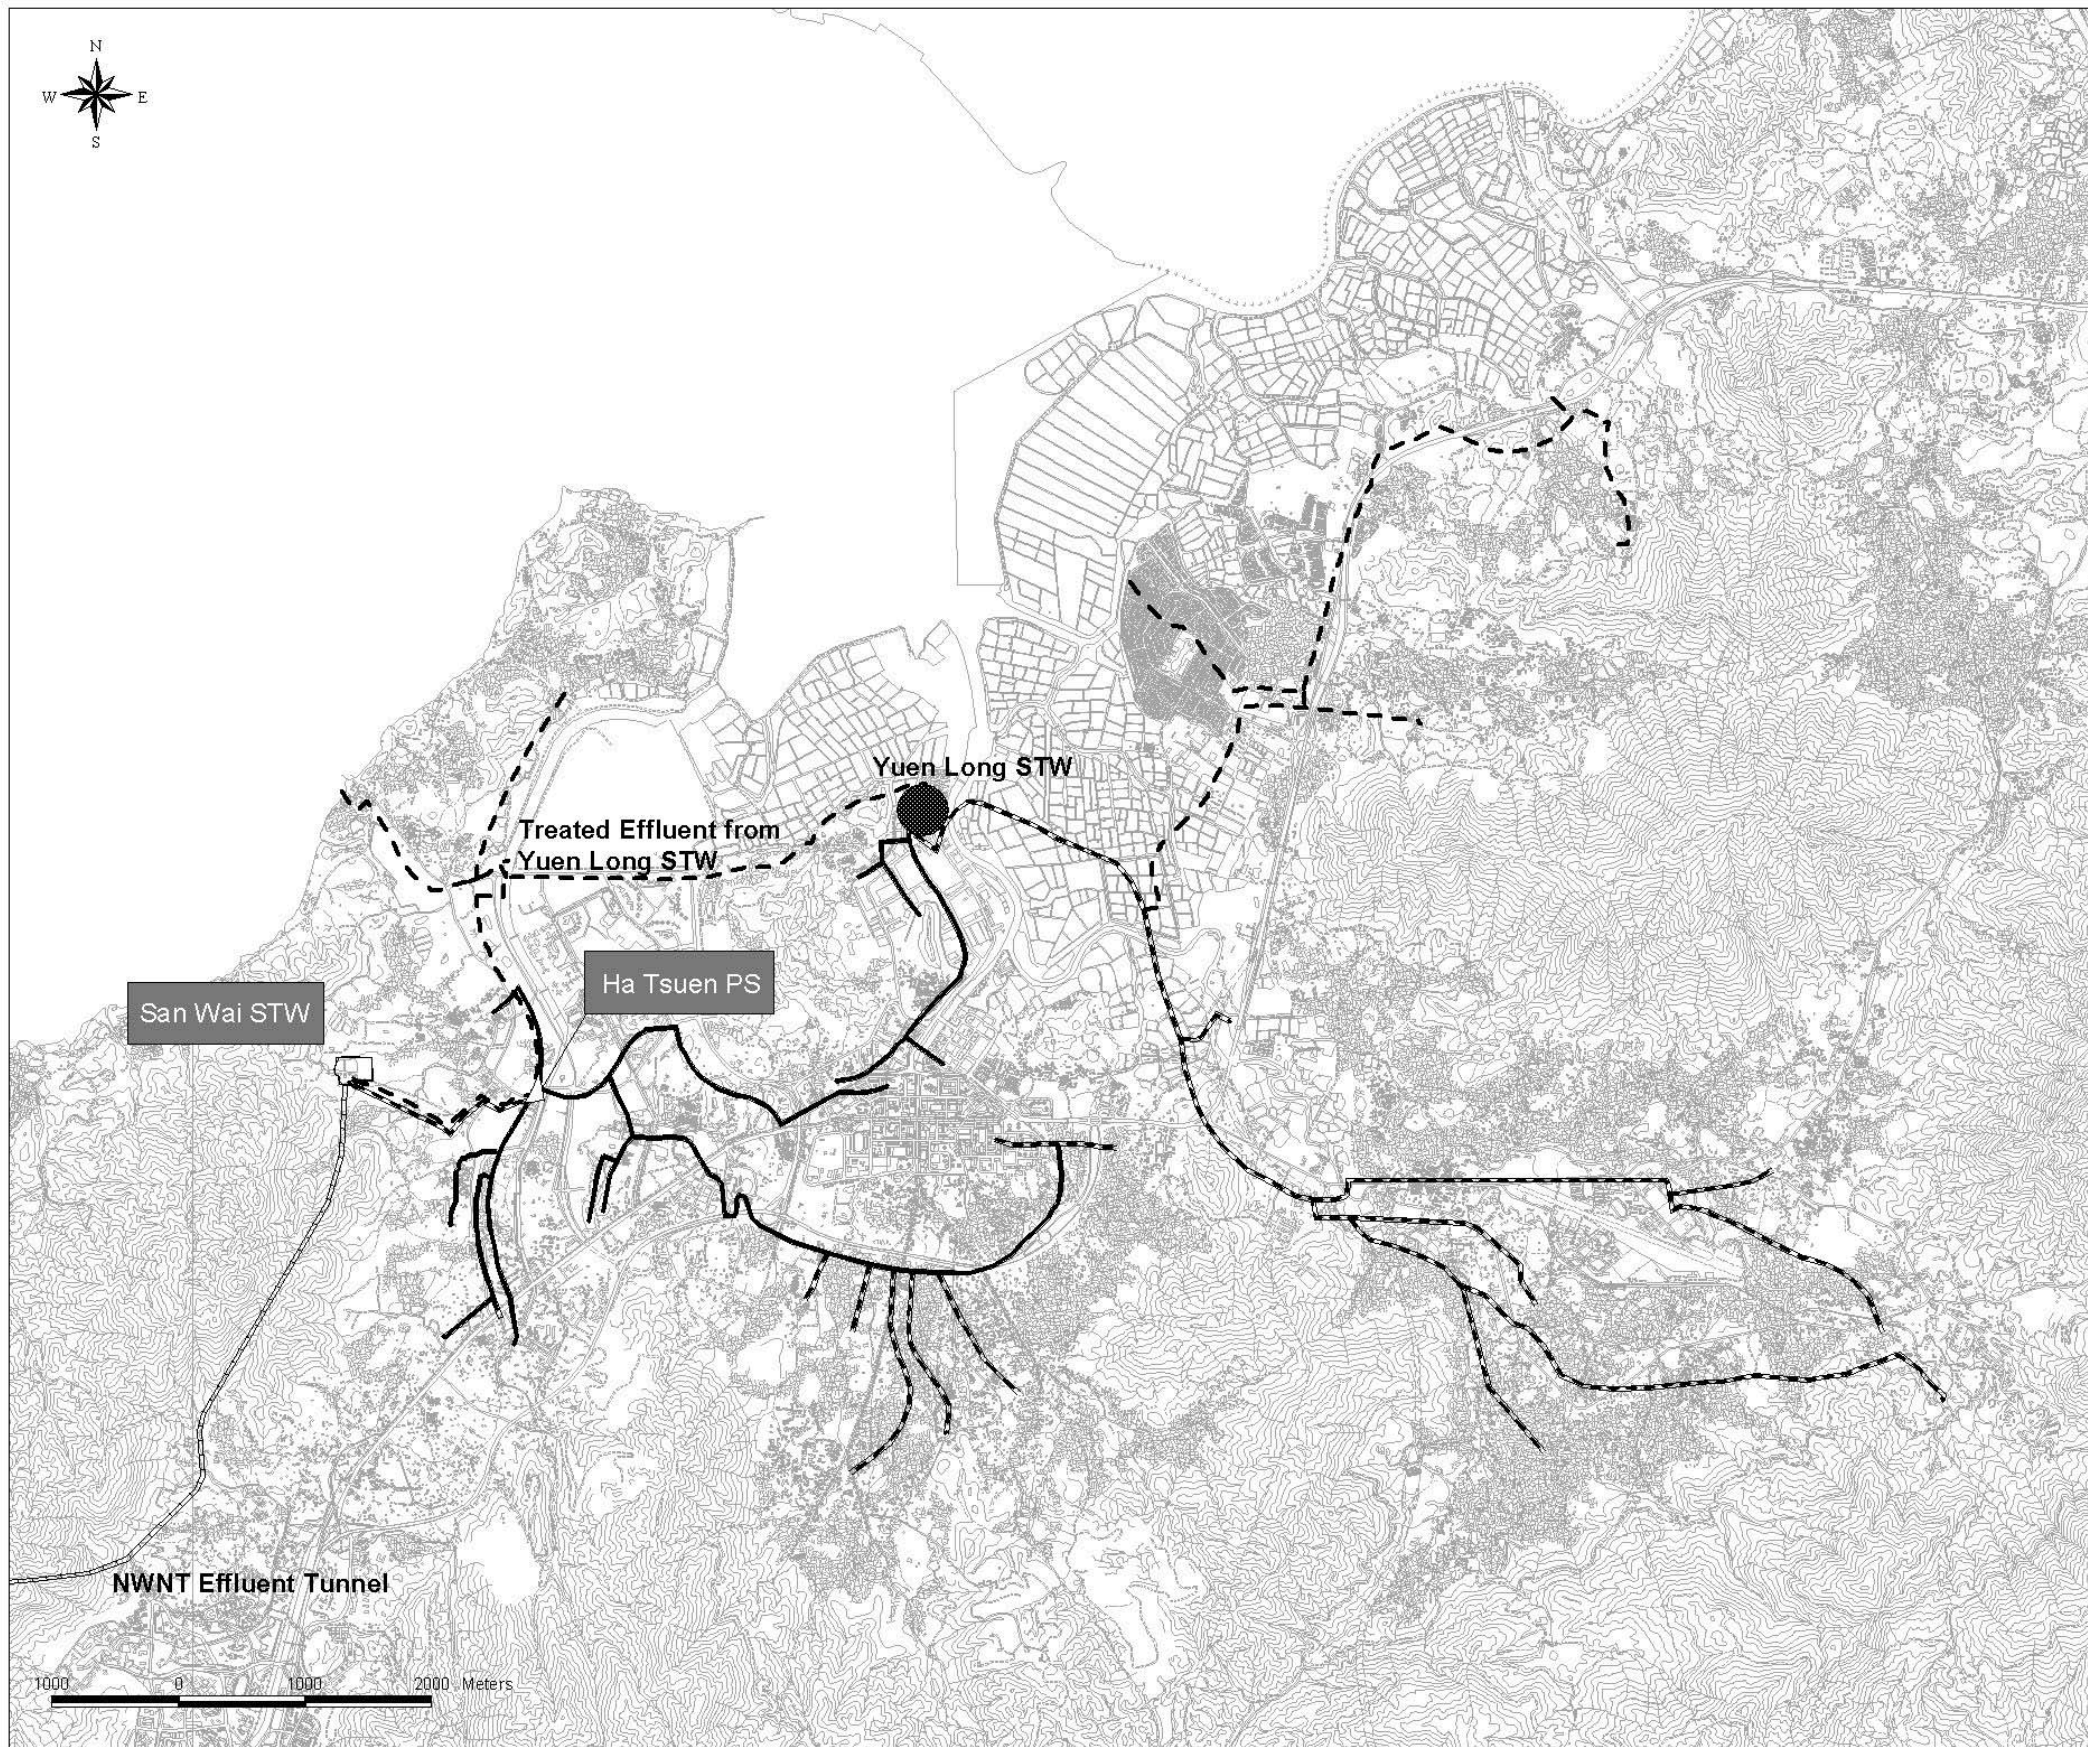 N
W E
S
Yuen Long STW
Treated Effluent from
Yuen Long STW
Ha Tsuen PS
San Wai STW
NWNT Effluent Tunnel
1000 0 1000 2000 Meters